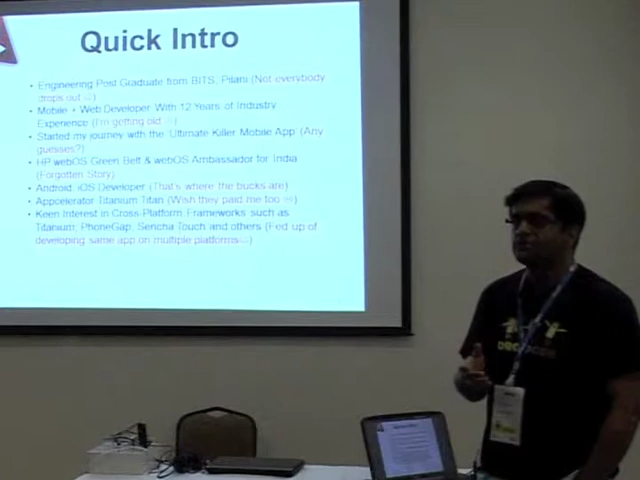 Quick Intro
• Engineering Post Graduate from BITS, Pilani (Not everybody
drops out
• Mobile + Web Developer With 12 Years of Industry
Experience (I'm getting old
• Started my journey with the 'Ultimate Killer Mobile App' (Any
guesses?)
• HP webOS Green Belt & webOS Ambassador for India
(Forgotten Story)
• Android, iOS Developer (That's where the bucks are)
• Appcelerator Titanium Titan (Wish they paid me too
• Keen Interest in Cross-Platform Frameworks such as
Titanium, PhoneGap, Sencha Touch and others (Fed up of
developing same app on multiple platforms